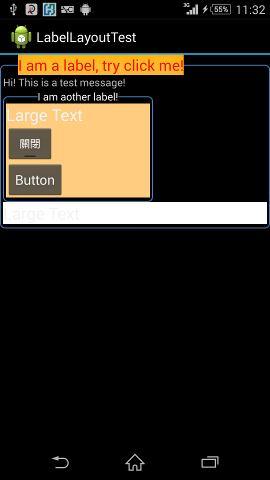 3G 55% 11:32
LabelLayoutTest
I am a label, try click me!
Hi! This is a test message!
I am aother label!
Large Text
關閉
Button
Large Text